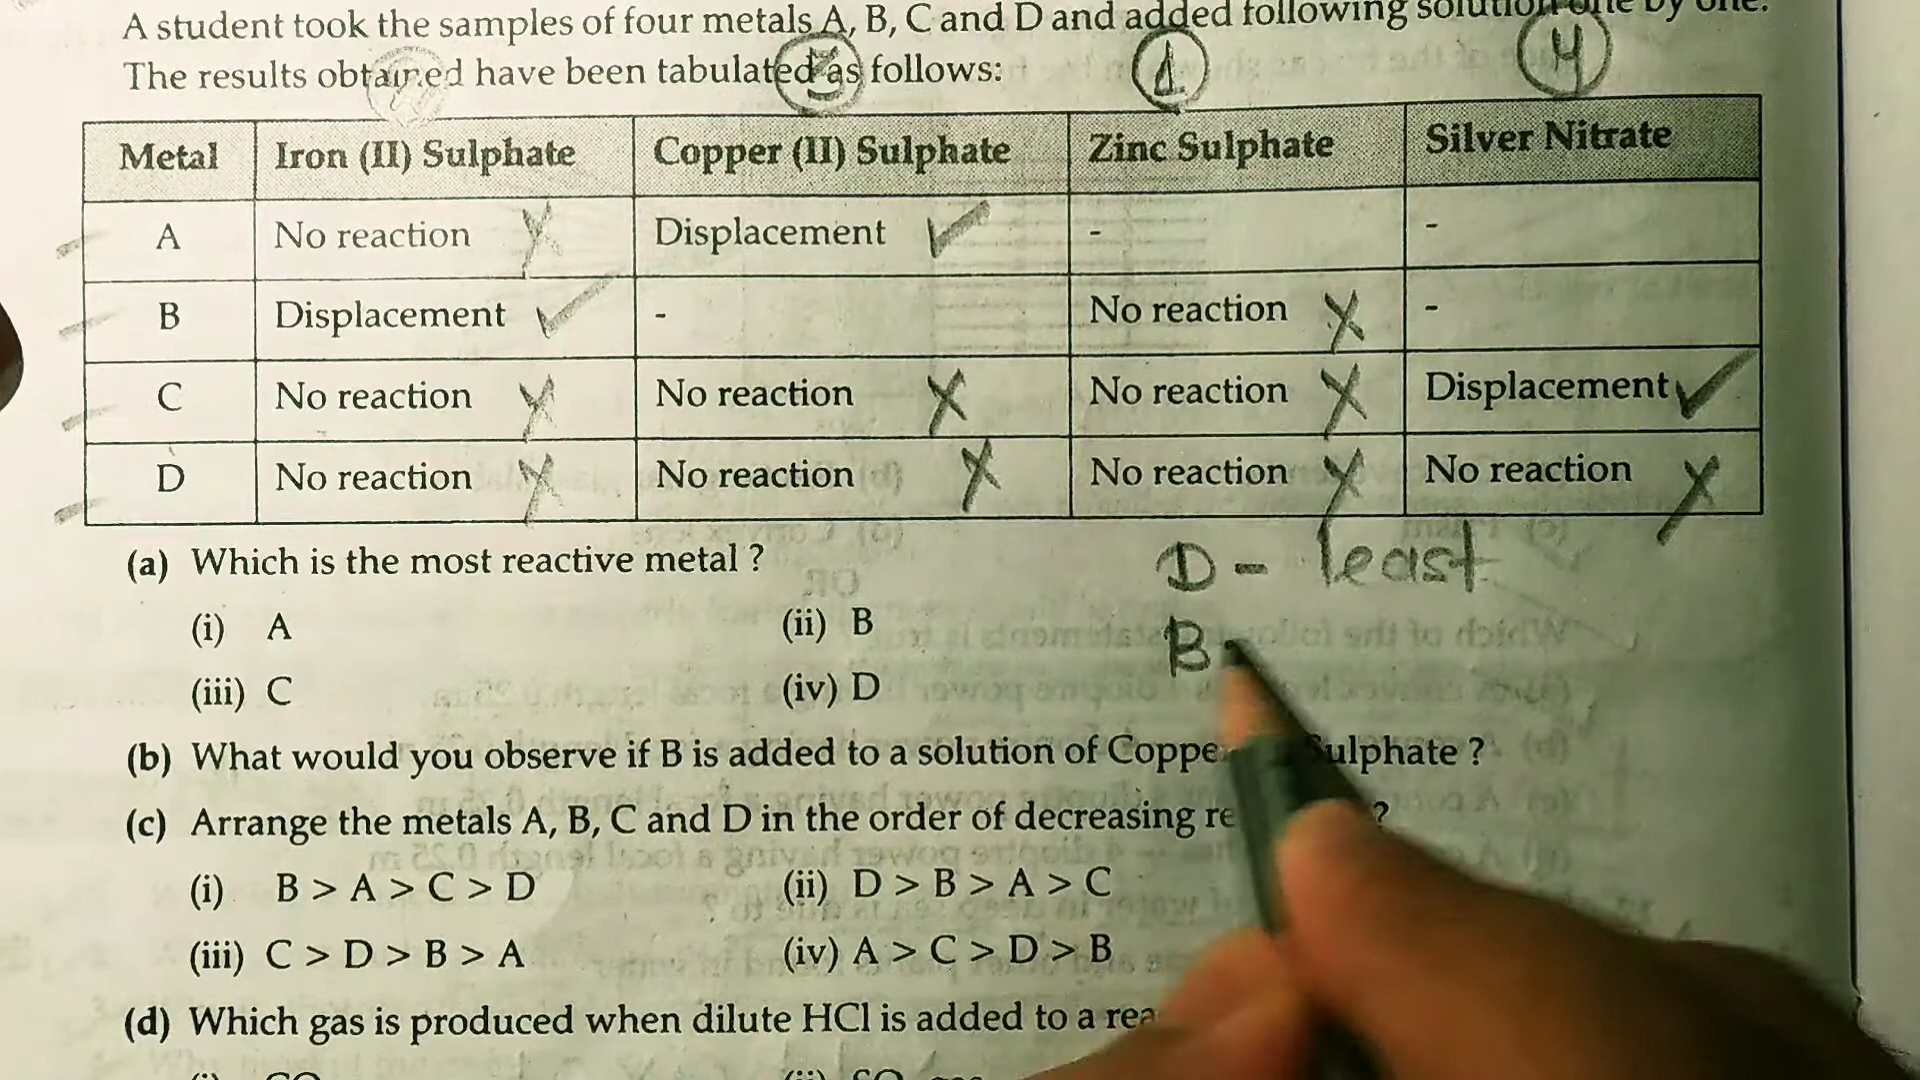 A student took the samples of four metals A, B, C and D and added following solution one by one.
The results obtained have been tabulated as follows:
3 1 4
Metal Iron (II) Sulphate Copper (II) Sulphate Zinc Sulphate Silver Nitrate
A No reaction Displacement - -
B Displacement - No reaction -
C No reaction No reaction No reaction Displacement
D No reaction No reaction No reaction No reaction
D - least
(a) Which is the most reactive metal ?
(i) A (ii) B
B -
(iii) C (iv) D
(b) What would you observe if B is added to a solution of Coppe Sulphate ?
(c) Arrange the metals A, B, C and D in the order of decreasing re ?
(i) B > A > C > D (ii) D > B > A > C
(iii) C > D > B > A (iv) A > C > D > B
(d) Which gas is produced when dilute HCl is added to a rea